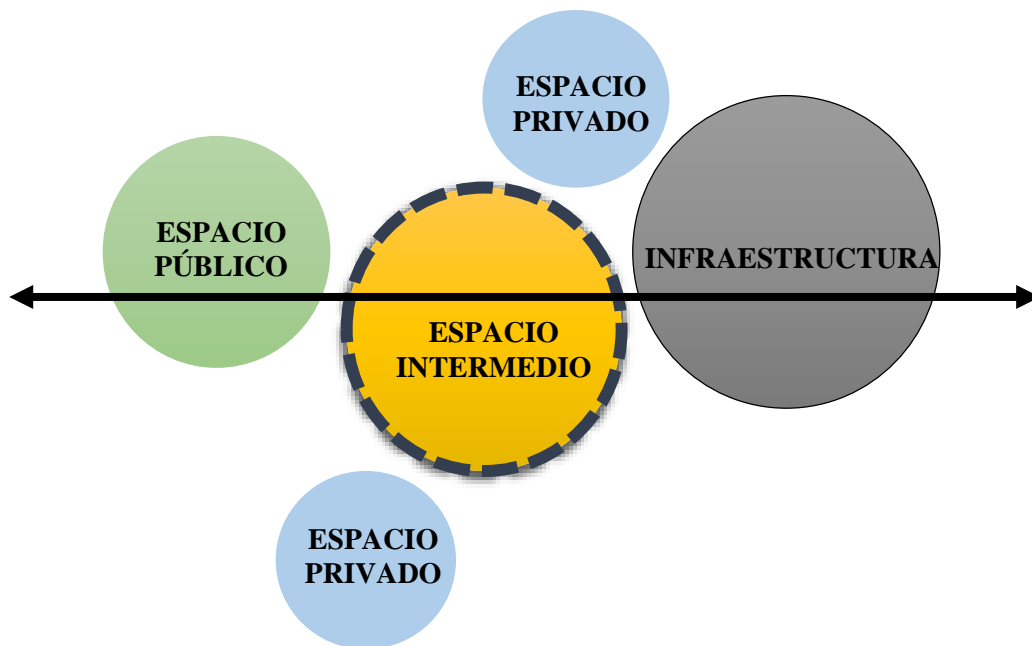 ESPACIO
PRIVADO
ESPACIO
PÚBLICO
INFRAESTRUCTURA
ESPACIO
INTERMEDIO
ESPACIO
PRIVADO